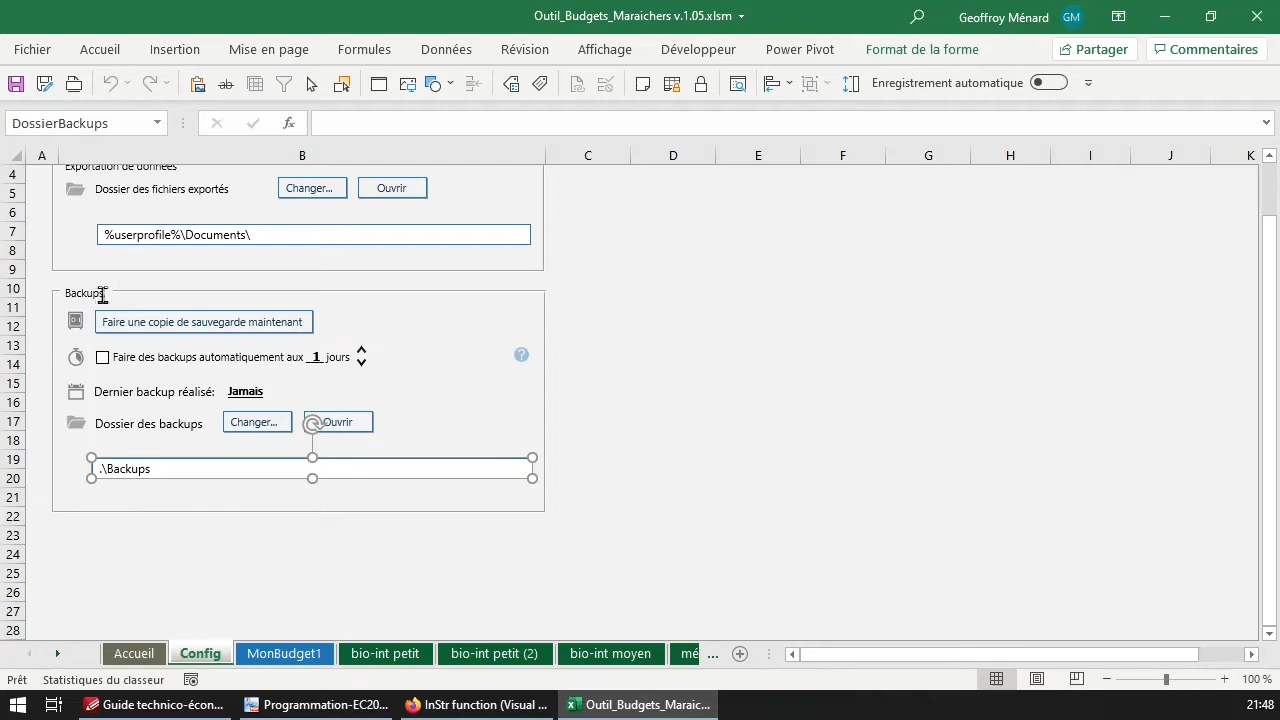 Outil_Budgets_Maraichers v.1.05.xlsm
Geoffroy Ménard GM
Fichier Accueil Insertion Mise en page Formules Données Révision Affichage Développeur Power Pivot Format de la forme Partager Commentaires
Enregistrement automatique
DossierBackups fx
A B C D E F G H I J K
4 Exportation de données
5 Dossier des fichiers exportés Changer... Ouvrir
6
7 %userprofile%\Documents\
8
9
10 Backups
11
12 Faire une copie de sauvegarde maintenant
13
14 Faire des backups automatiquement aux 1 jours ?
15
16 Dernier backup réalisé: Jamais
17 Dossier des backups Changer... Ouvrir
18
19 .\Backups
20
21
22
23
24
25
26
27
28
Accueil Config MonBudget1 bio-int petit bio-int petit (2) bio-int moyen mé ...
Prêt Statistiques du classeur 100 %
Guide technico-écon... Programmation-EC20... InStr function (Visual ... Outil_Budgets_Maraic... 21:48